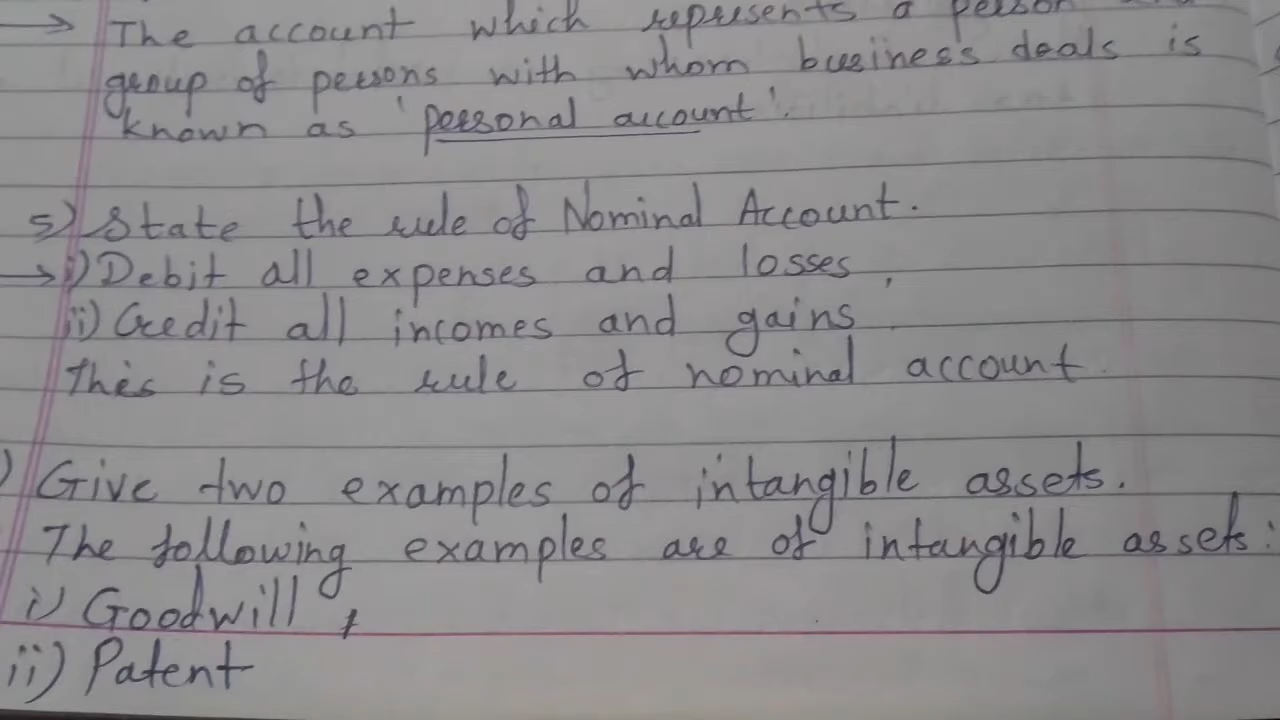 → The account which represents a person
group of persons with whom business deals is
known as 'personal account'.
5) State the rule of Nominal Account.
→ i) Debit all expenses and losses,
ii) Credit all incomes and gains
This is the rule of nominal account.
) Give two examples of intangible assets.
The following examples are of intangible assets:
i) Goodwill,
ii) Patent